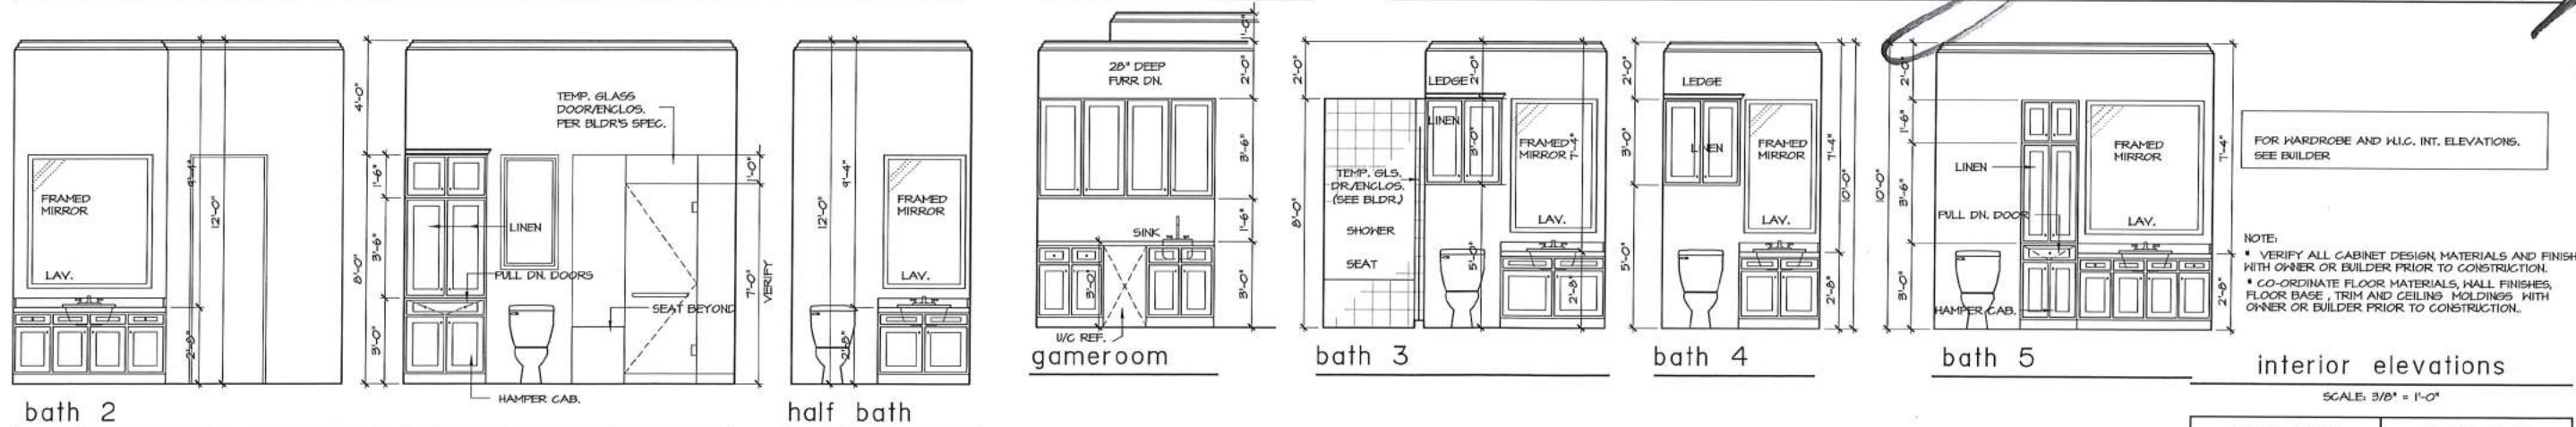 FRAMED
MIRROR
LAV.
9'-4"
12'-0"
2'-8"
bath 2
4'-0"
8'-0"
1'-6"
3'-6"
3'-0"
TEMP. GLASS
DOOR/ENCLOS.
PER BLDR'S SPEC.
LINEN
PULL DN. DOORS
SEAT BEYOND
HAMPER CAB.
1'-0"
7'-0"
VERIFY
12'-0"
9'-4"
2'-8"
FRAMED
MIRROR
LAV.
half bath
28" DEEP
FURR DN.
SINK
3'-0"
U/C REF.
1'-0"
2'-0"
3'-6"
1'-6"
3'-0"
gameroom
2'-0"
8'-0"
TEMP. GLS.
DR/ENCLOS.
(SEE BLDR.)
SHOWER
SEAT
LEDGE
LINEN
2'-0"
3'-0"
5'-0"
FRAMED
MIRROR
7'-4"
LAV.
2'-8"
bath 3
2'-0"
3'-0"
5'-0"
LEDGE
LINEN
FRAMED
MIRROR
LAV.
7'-4"
2'-8"
10'-0"
bath 4
10'-0"
2'-0"
1'-6"
3'-6"
3'-0"
LINEN
PULL DN. DOOR
HAMPER CAB.
FRAMED
MIRROR
LAV.
7'-4"
2'-8"
bath 5
FOR WARDROBE AND W.I.C. INT. ELEVATIONS.
SEE BUILDER
NOTE:
* VERIFY ALL CABINET DESIGN, MATERIALS AND FINISH
WITH OWNER OR BUILDER PRIOR TO CONSTRUCTION.
* CO-ORDINATE FLOOR MATERIALS, WALL FINISHES,
FLOOR BASE , TRIM AND CEILING MOLDINGS WITH
OWNER OR BUILDER PRIOR TO CONSTRUCTION..
interior elevations
SCALE: 3/8" = 1'-0"